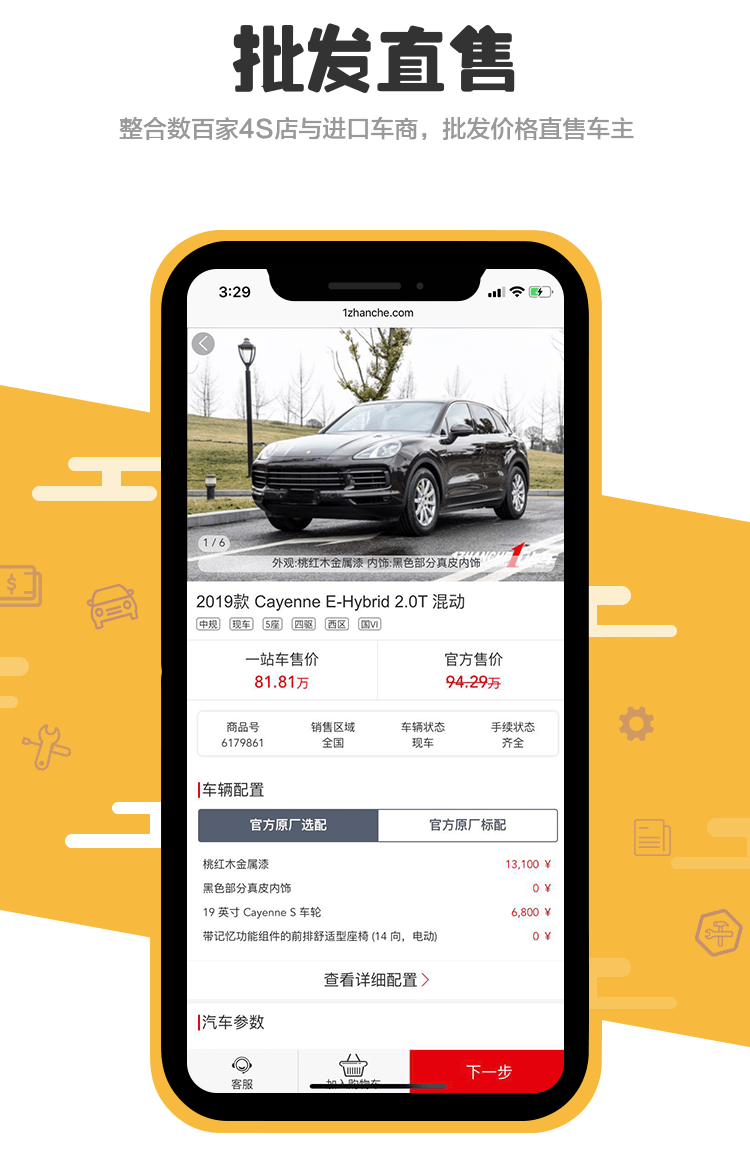 批发直售
整合数百家4S店与进口车商，批发价格直售车主
3:29
1zhanche.com
1 / 6
外观:桃红木金属漆 内饰:黑色部分真皮内饰
2019款 Cayenne E-Hybrid 2.0T 混动
中规 现车 5座 四驱 西区 国VI
一站车售价 官方售价
81.81万 94.29万
商品号 销售区域 车辆状态 手续状态
6179861 全国 现车 齐全
车辆配置
官方原厂选配 官方原厂标配
桃红木金属漆 13,100 ¥
黑色部分真皮内饰 0 ¥
19 英寸 Cayenne S 车轮 6,800 ¥
带记忆功能组件的前排舒适型座椅 (14 向，电动) 0 ¥
查看详细配置
汽车参数
客服 加入购物车 下一步